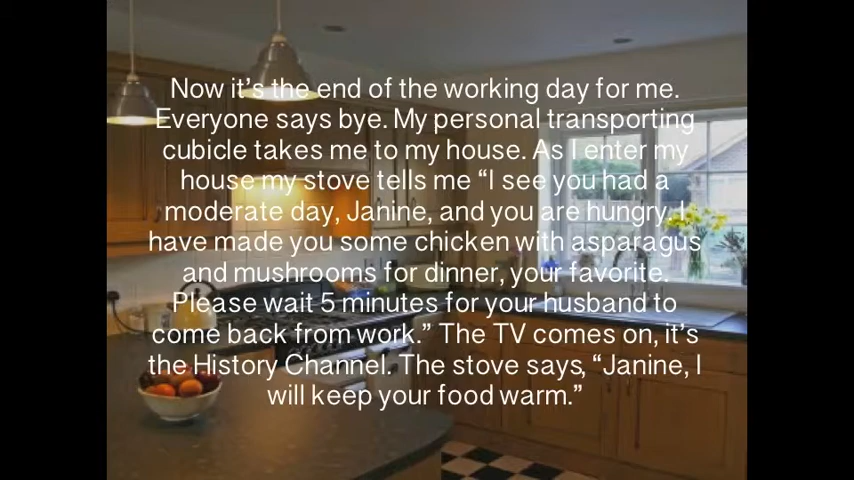 Now it’s the end of the working day for me.
Everyone says bye. My personal transporting
cubicle takes me to my house. As I enter my
house my stove tells me “I see you had a
moderate day, Janine, and you are hungry. I
have made you some chicken with asparagus
and mushrooms for dinner, your favorite.
Please wait 5 minutes for your husband to
come back from work.” The TV comes on, it’s
the History Channel. The stove says, “Janine, I
will keep your food warm.”